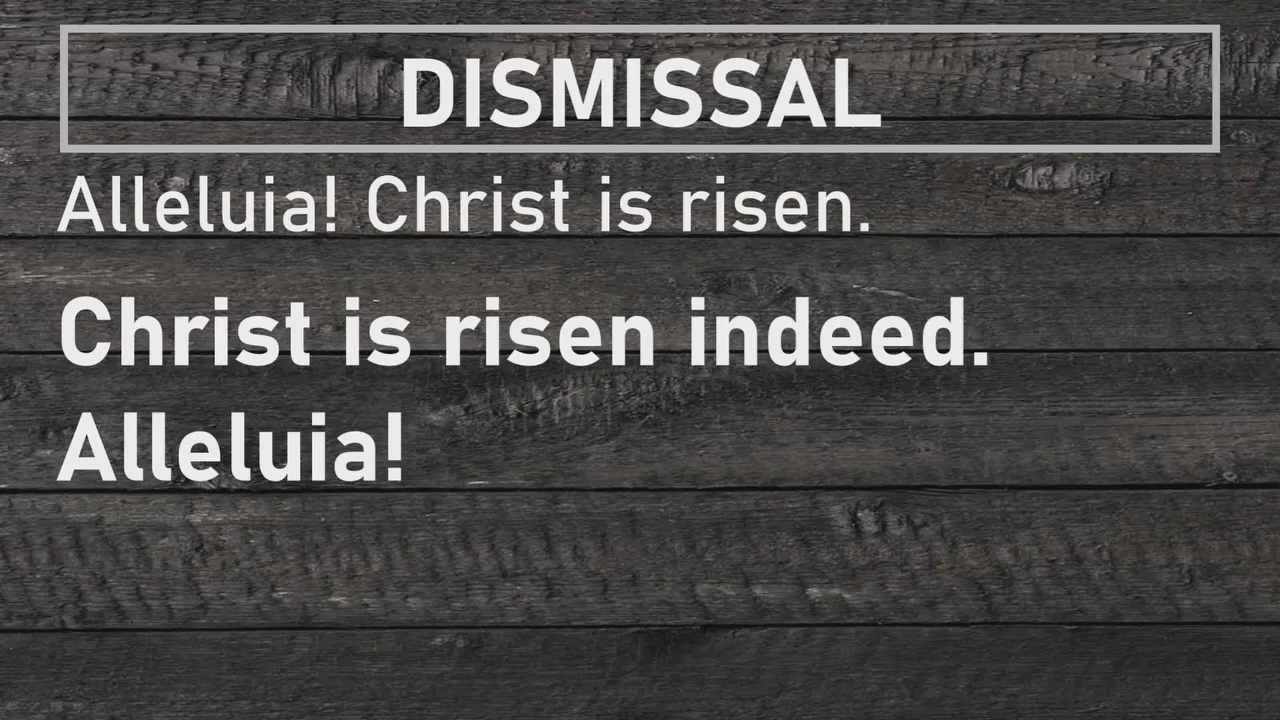 DISMISSAL
Alleluia! Christ is risen.
Christ is risen indeed.
Alleluia!